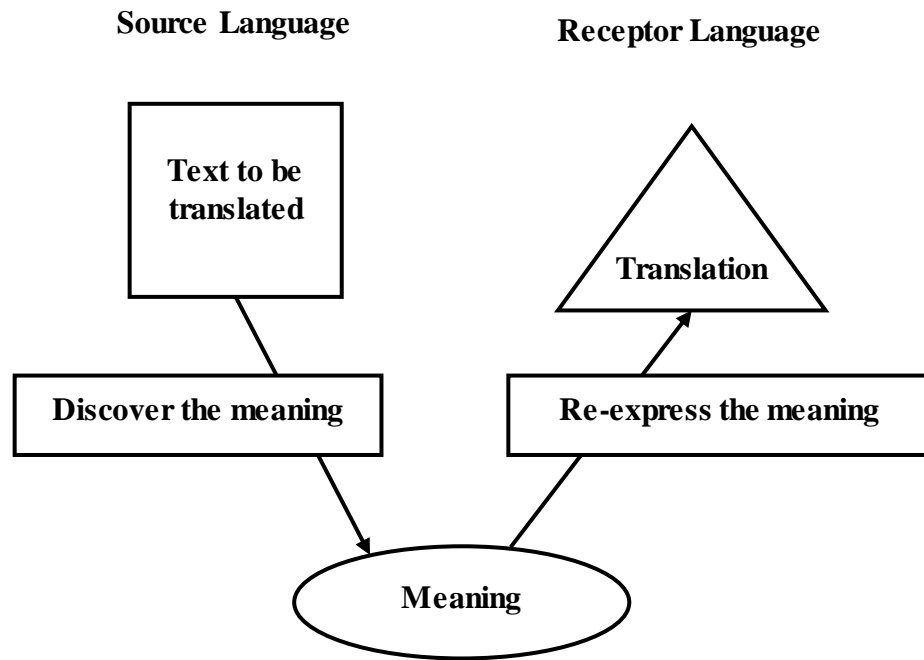 Source Language
Receptor Language
Text to be
translated
Translation
Discover the meaning
Re-express the meaning
Meaning